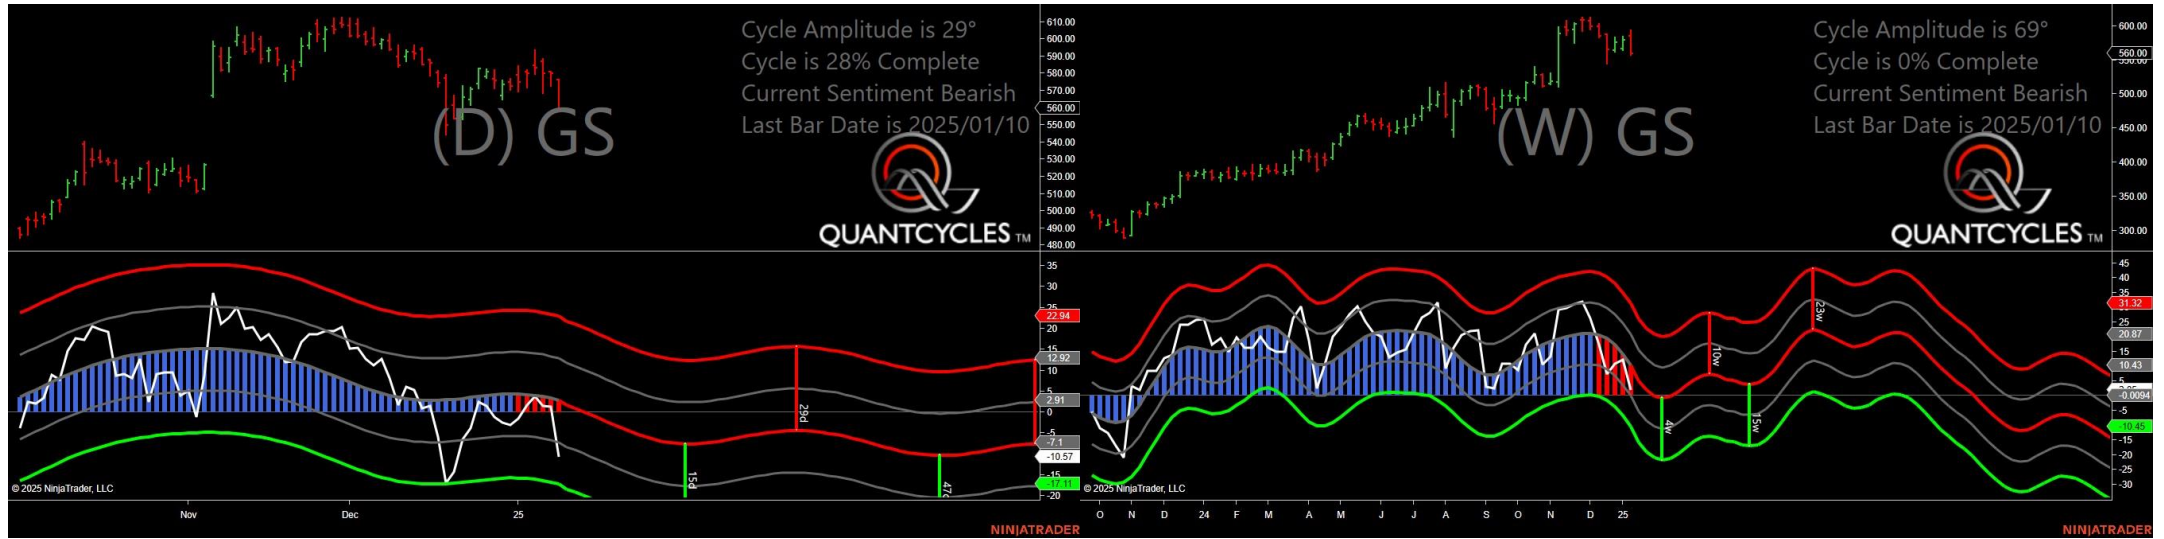 Cycle Amplitude is 29°
Cycle is 28% Complete
Current Sentiment Bearish
Last Bar Date is 2025/01/10
(D) GS
QUANTCYCLES TM
610.00
600.00
590.00
580.00
570.00
560.00
550.00
540.00
530.00
520.00
510.00
500.00
490.00
480.00
35
30
25
22.94
20
15
12.92
10
5
2.91
0
-5
-7.1
-10.57
-15
-17.11
-20
29d
15d
47d
© 2025 NinjaTrader, LLC
Nov
Dec
25
NINJATRADER
Cycle Amplitude is 69°
Cycle is 0% Complete
Current Sentiment Bearish
Last Bar Date is 2025/01/10
(W) GS
QUANTCYCLES TM
600.00
560.00
550.00
500.00
450.00
400.00
350.00
300.00
45
40
35
31.32
25
20.87
15
10.43
5
-0.0094
-5
-10.45
-15
-20
-25
-30
23w
10w
4w
15w
© 2025 NinjaTrader, LLC
O
N
D
24
F
M
A
M
J
J
A
S
O
N
D
25
NINJATRADER